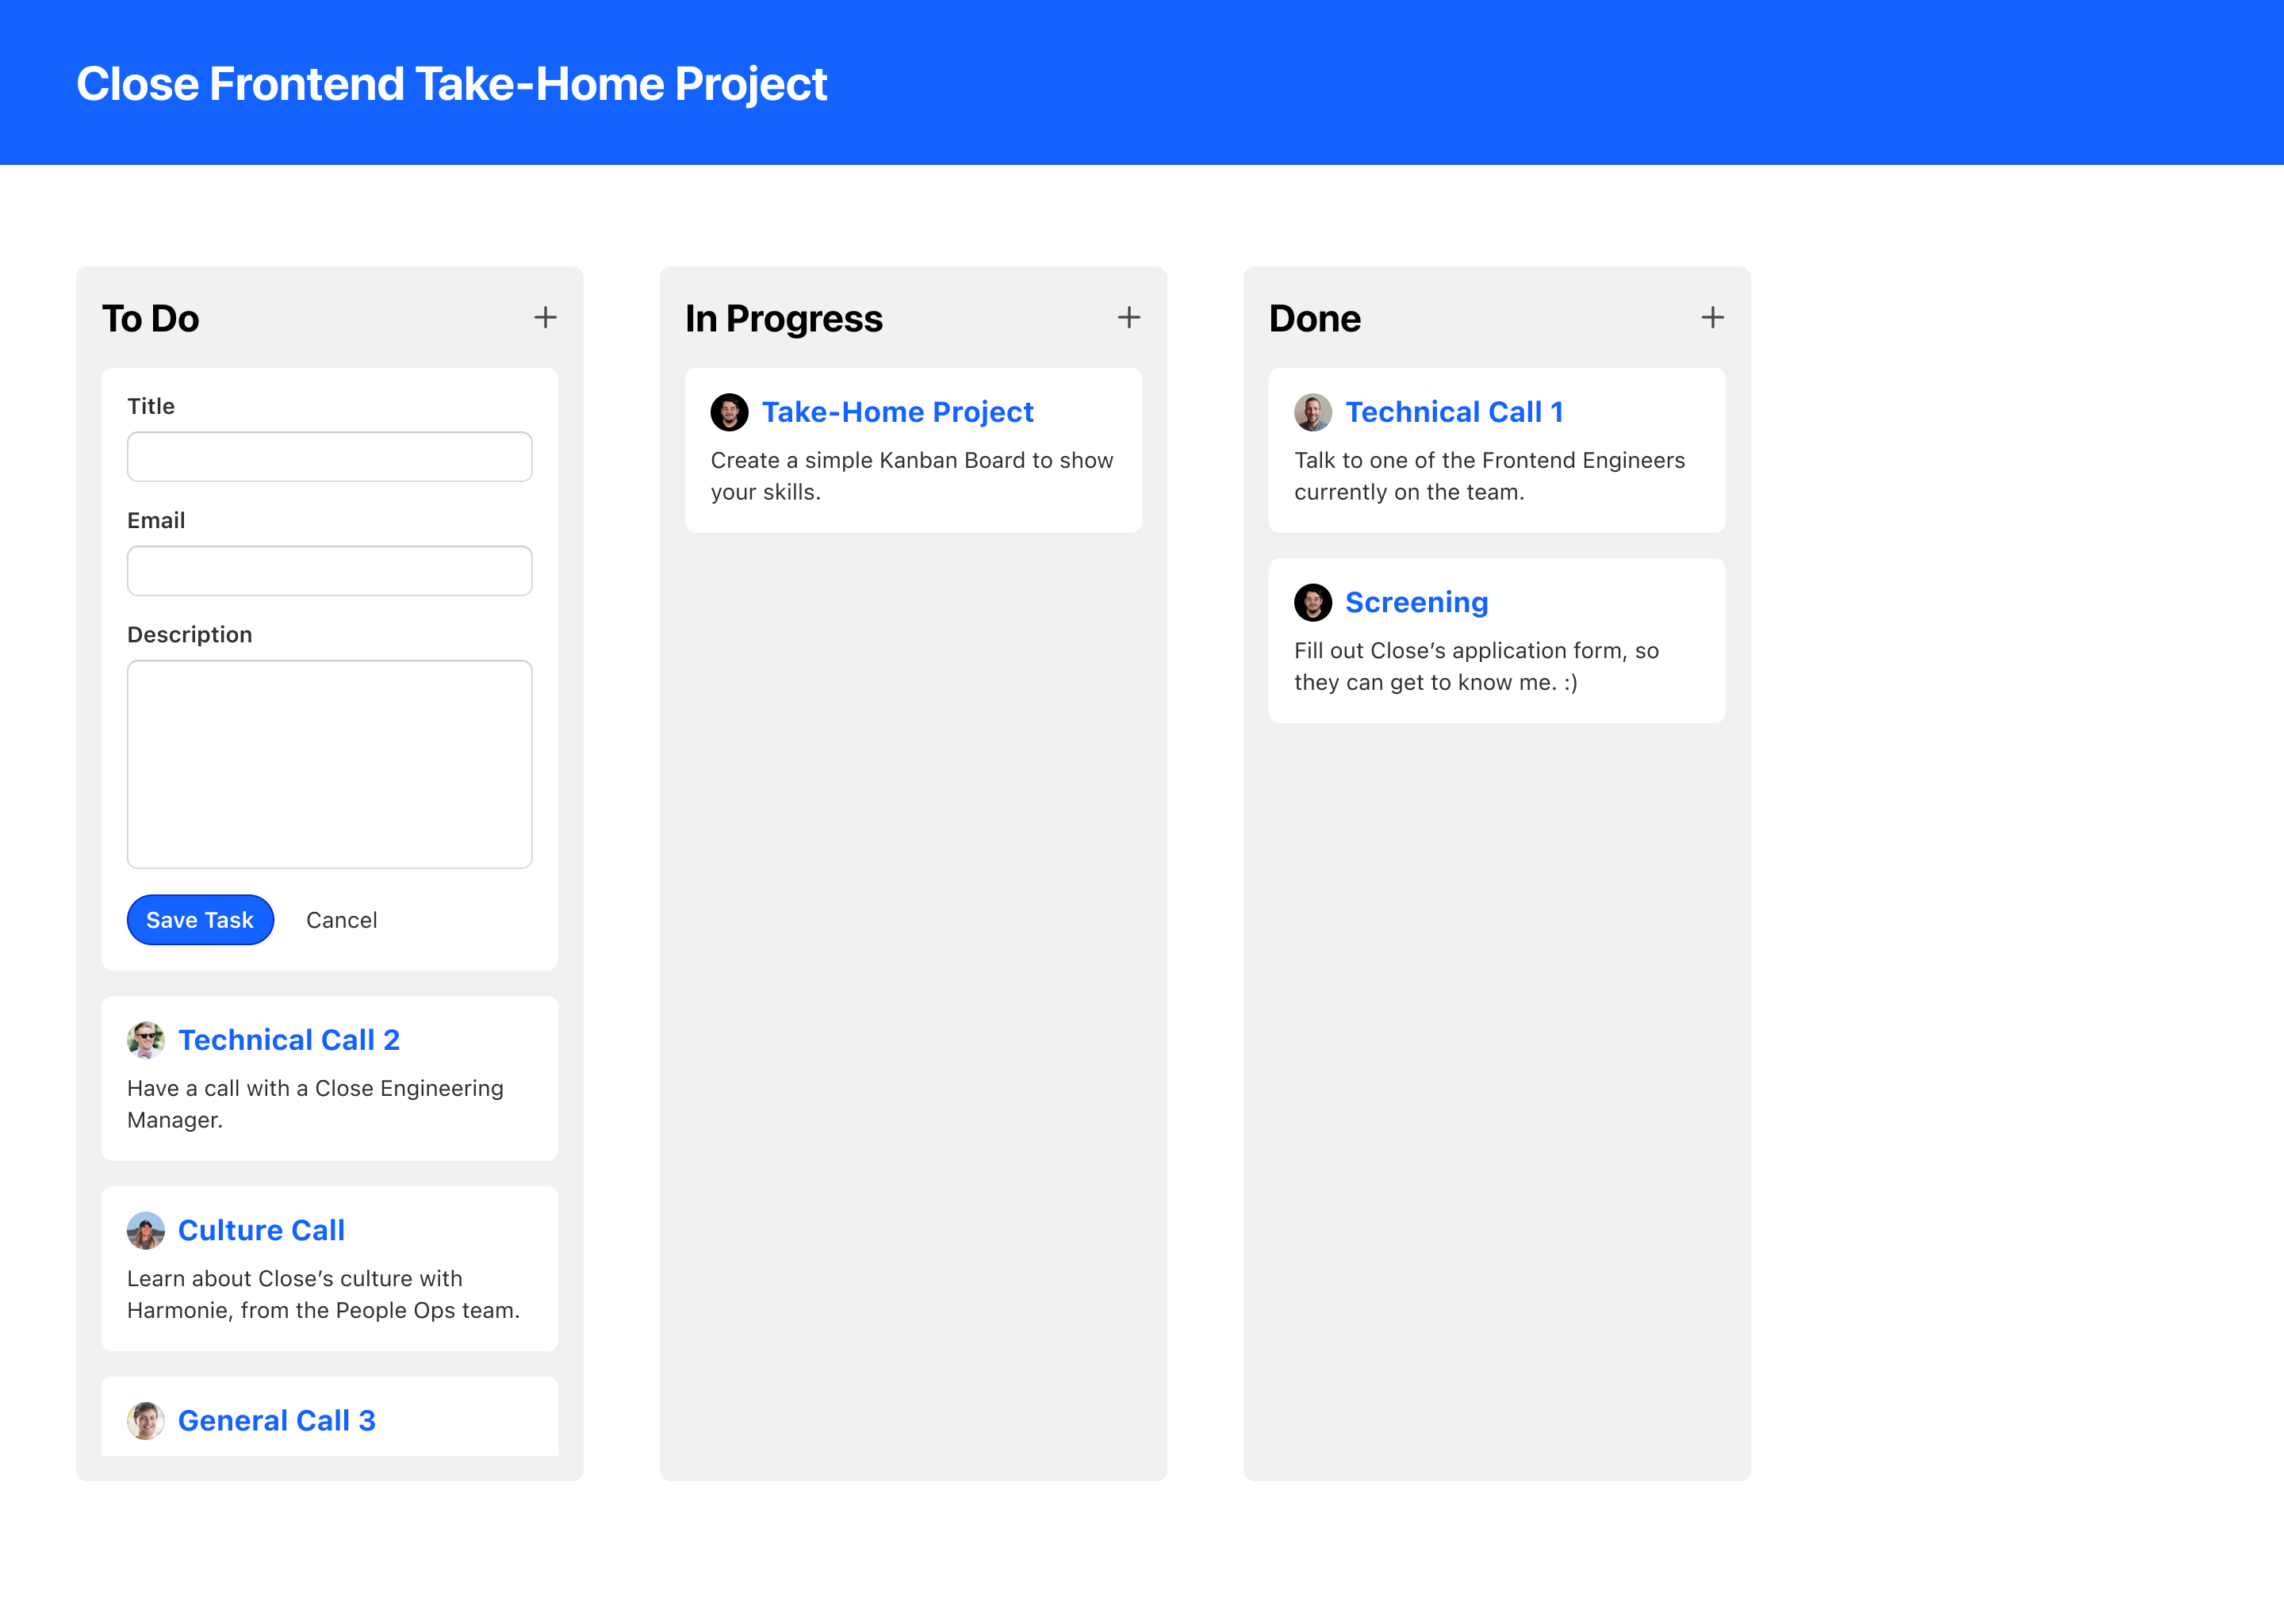 Close Frontend Take-Home Project
To Do
Title
Email
Description
Save Task
Cancel
Technical Call 2
Have a call with a Close Engineering
Manager.
Culture Call
Learn about Close’s culture with
Harmonie, from the People Ops team.
General Call 3
In Progress
Take-Home Project
Create a simple Kanban Board to show
your skills.
Done
Technical Call 1
Talk to one of the Frontend Engineers
currently on the team.
Screening
Fill out Close’s application form, so
they can get to know me. :)